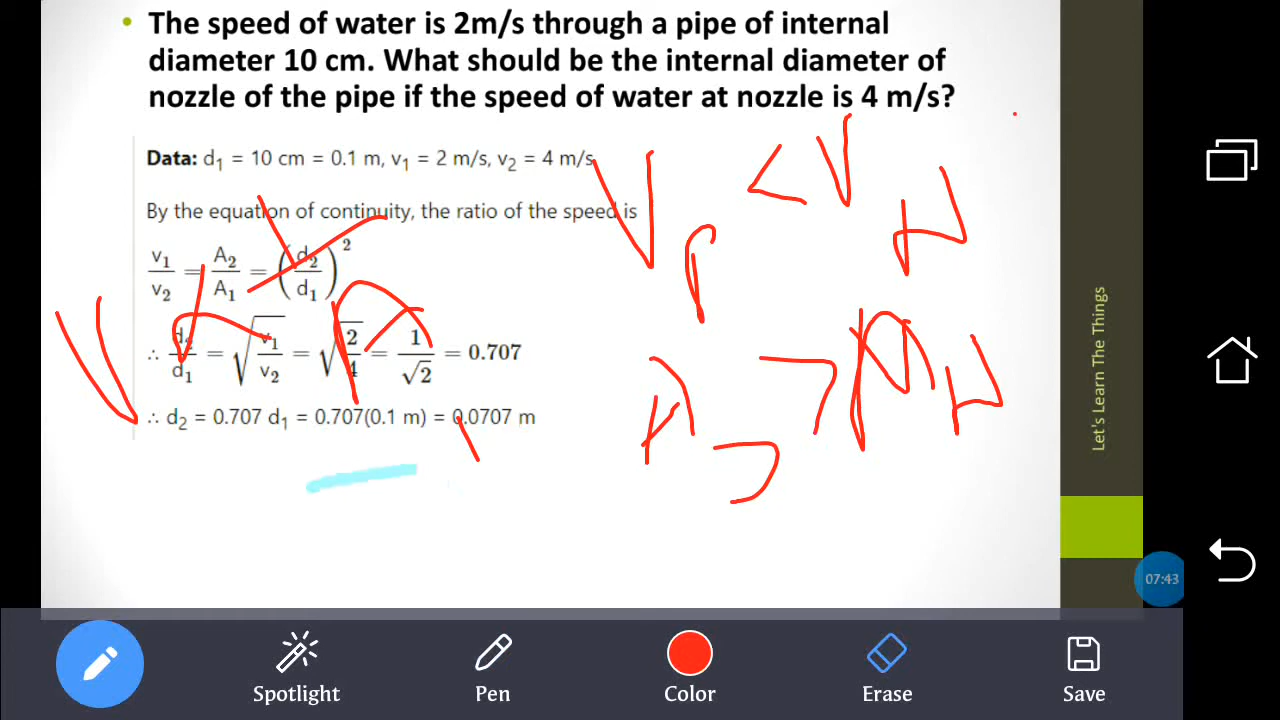 • The speed of water is 2m/s through a pipe of internal
diameter 10 cm. What should be the internal diameter of
nozzle of the pipe if the speed of water at nozzle is 4 m/s?
Data: d₁ = 10 cm = 0.1 m, v₁ = 2 m/s, v₂ = 4 m/s
By the equation of continuity, the ratio of the speed is
v₁/v₂ = A₂/A₁ = (d₂/d₁)²
∴ d₂/d₁ = √(v₁/v₂) = √(2/4) = 1/√2 = 0.707
∴ d₂ = 0.707 d₁ = 0.707(0.1 m) = 0.0707 m
V < V
Let's Learn The Things
07:43
Spotlight
Pen
Color
Erase
Save